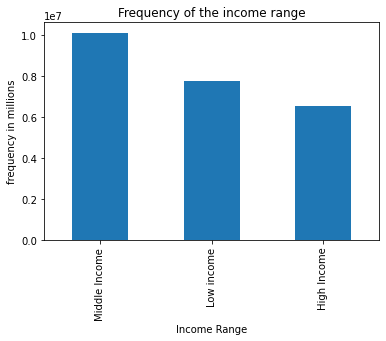 Frequency of the income range
1e7
1.0
0.8
0.6
0.4
0.2
0.0
frequency in millions
Middle Income
Low income
High Income
Income Range